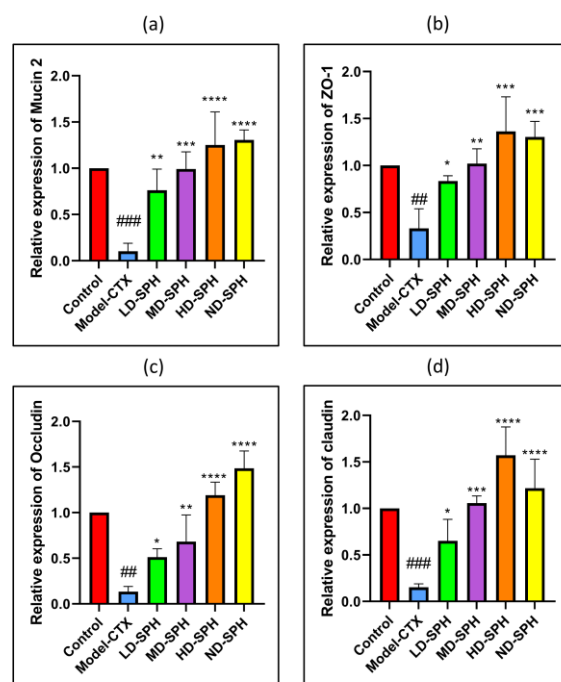 (a)
Relative expression of Mucin 2
2.0
1.5
1.0
0.5
0.0
###
**
***
****
****
Control
Model-CTX
LD-SPH
MD-SPH
HD-SPH
ND-SPH
(b)
Relative expression of ZO-1
2.0
1.5
1.0
0.5
0.0
##
*
**
***
***
Control
Model-CTX
LD-SPH
MD-SPH
HD-SPH
ND-SPH
(c)
Relative expression of Occludin
2.0
1.5
1.0
0.5
0.0
##
*
**
****
****
Control
Model-CTX
LD-SPH
MD-SPH
HD-SPH
ND-SPH
(d)
Relative expression of claudin
2.0
1.5
1.0
0.5
0.0
###
*
***
****
****
Control
Model-CTX
LD-SPH
MD-SPH
HD-SPH
ND-SPH